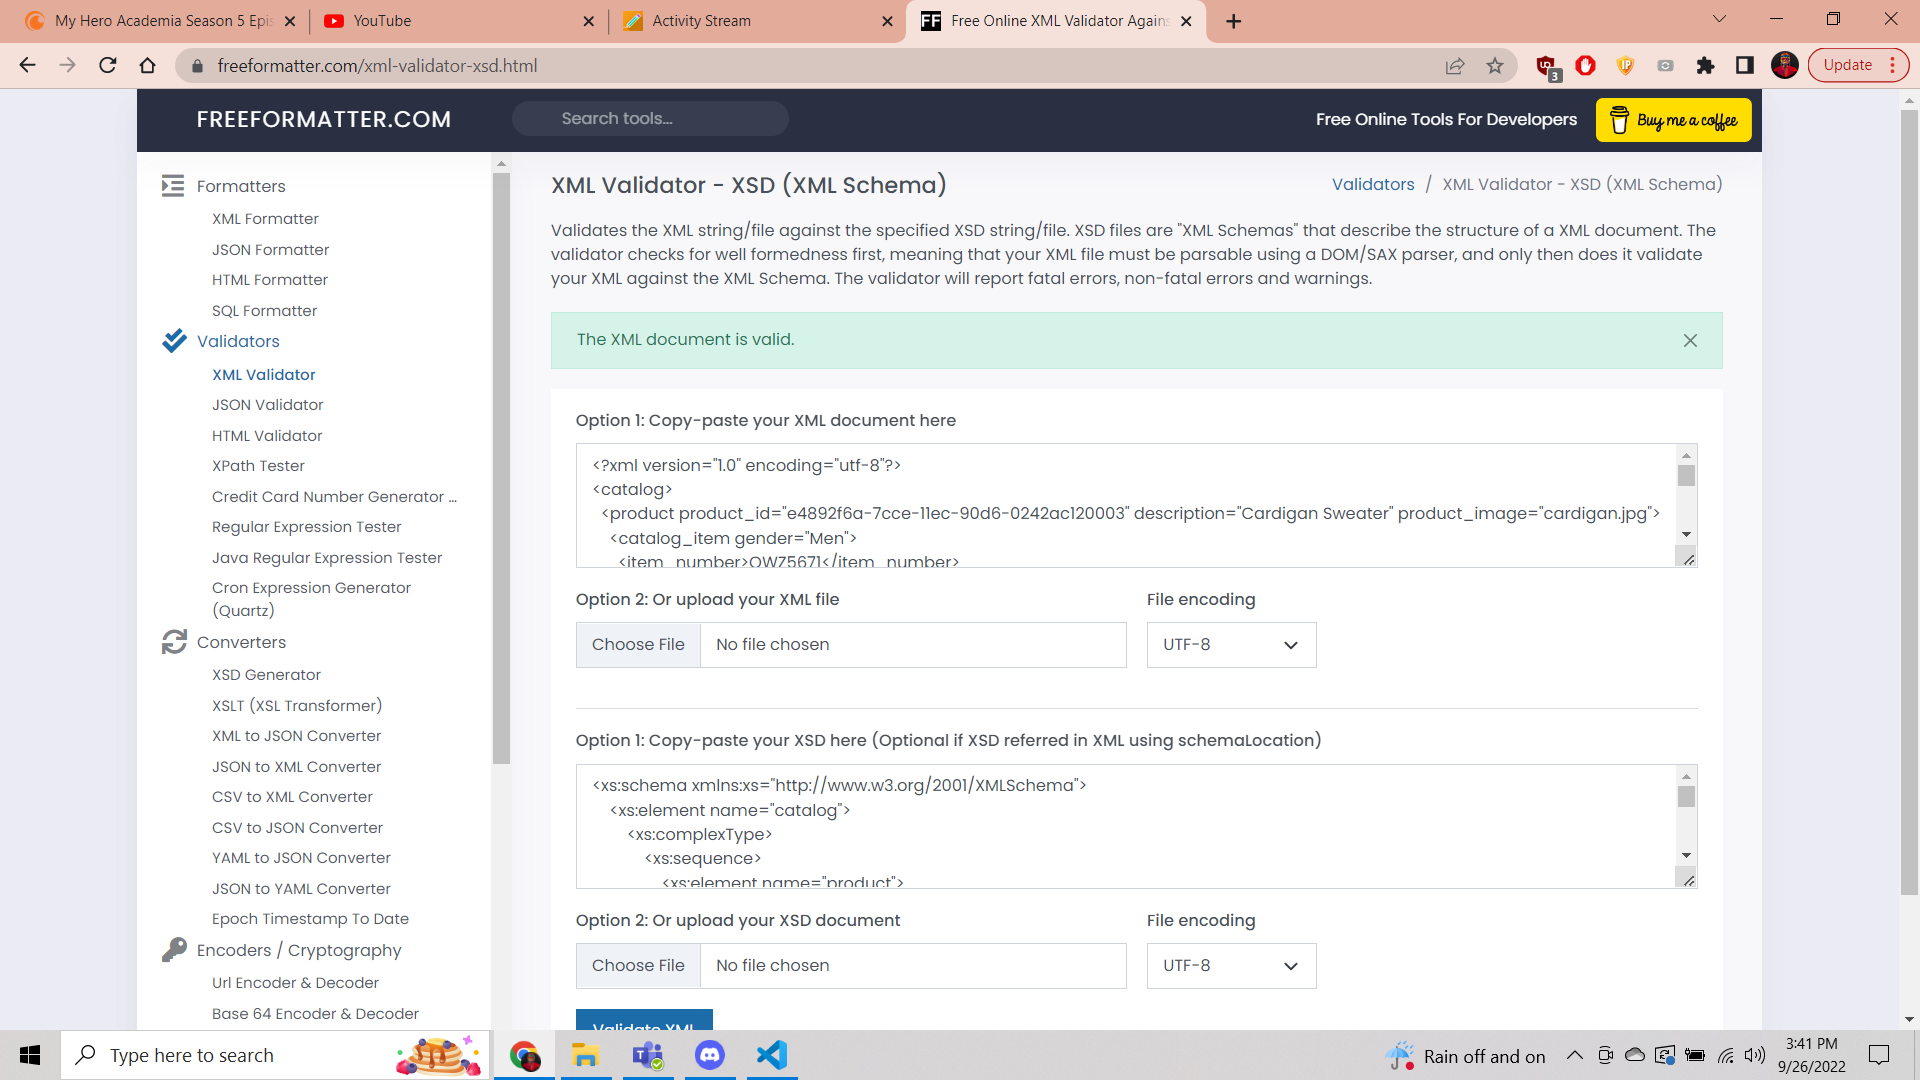 My Hero Academia Season 5 Epis
YouTube
Activity Stream
FF Free Online XML Validator Agains
freeformatter.com/xml-validator-xsd.html
3
Update
FREEFORMATTER.COM
Search tools...
Free Online Tools For Developers
Buy me a coffee
Formatters
XML Formatter
JSON Formatter
HTML Formatter
SQL Formatter
Validators
XML Validator
JSON Validator
HTML Validator
XPath Tester
Credit Card Number Generator ...
Regular Expression Tester
Java Regular Expression Tester
Cron Expression Generator
(Quartz)
Converters
XSD Generator
XSLT (XSL Transformer)
XML to JSON Converter
JSON to XML Converter
CSV to XML Converter
CSV to JSON Converter
YAML to JSON Converter
JSON to YAML Converter
Epoch Timestamp To Date
Encoders / Cryptography
Url Encoder & Decoder
Base 64 Encoder & Decoder
XML Validator - XSD (XML Schema)
Validators / XML Validator - XSD (XML Schema)
Validates the XML string/file against the specified XSD string/file. XSD files are "XML Schemas" that describe the structure of a XML document. The
validator checks for well formedness first, meaning that your XML file must be parsable using a DOM/SAX parser, and only then does it validate
your XML against the XML Schema. The validator will report fatal errors, non-fatal errors and warnings.
The XML document is valid.
Option 1: Copy-paste your XML document here
<?xml version="1.0" encoding="utf-8"?>
<catalog>
<product product_id="e4892f6a-7cce-11ec-90d6-0242ac120003" description="Cardigan Sweater" product_image="cardigan.jpg">
<catalog_item gender="Men">
<item_number>QWZ5671</item_number>
Option 2: Or upload your XML file
File encoding
Choose File No file chosen
UTF-8
Option 1: Copy-paste your XSD here (Optional if XSD referred in XML using schemaLocation)
<xs:schema xmlns:xs="http://www.w3.org/2001/XMLSchema">
<xs:element name="catalog">
<xs:complexType>
<xs:sequence>
<xs:element name="product">
Option 2: Or upload your XSD document
File encoding
Choose File No file chosen
UTF-8
Validate XML
Type here to search
Rain off and on
3:41 PM
9/26/2022